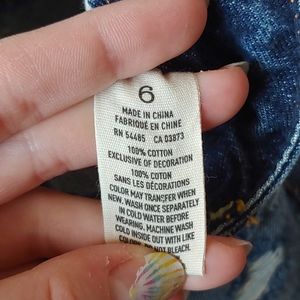 6
MADE IN CHINA
FABRIQUÉ EN CHINE
RN 54485 CA 03873
100% COTTON
EXCLUSIVE OF DECORATION
100% COTON
SANS LES DÉCORATIONS
COLOR MAY TRANSFER WHEN
NEW. WASH ONCE SEPARATELY
IN COLD WATER BEFORE
WEARING. MACHINE WASH
COLD INSIDE OUT WITH LIKE
COLORS. DO NOT BLEACH.